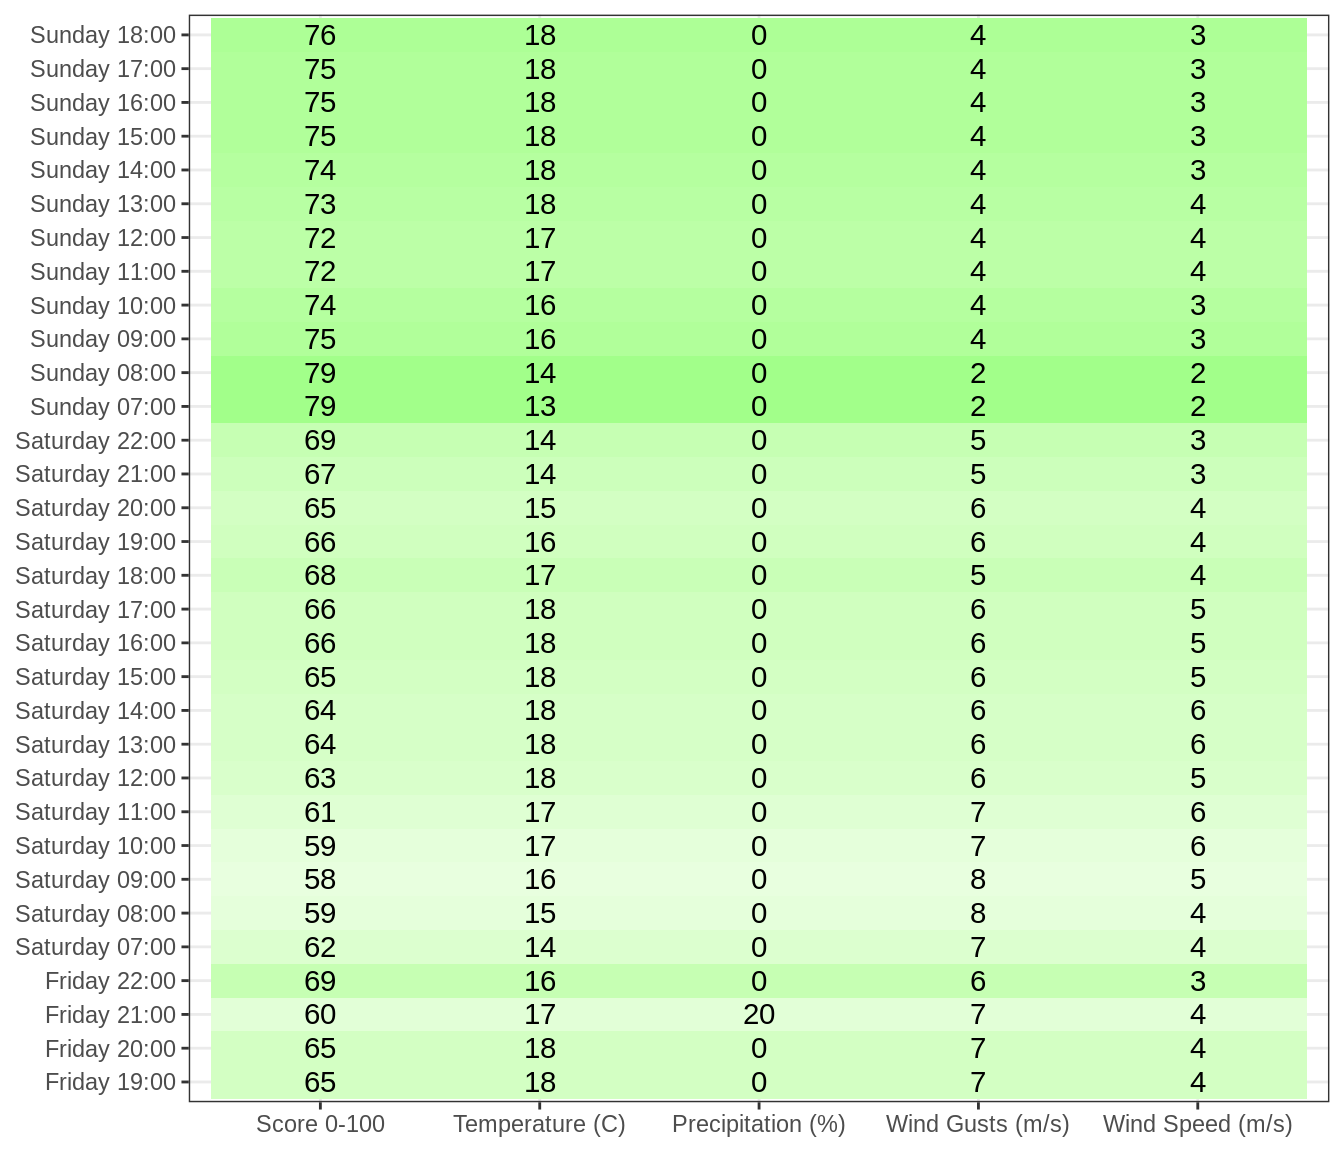 Sunday 18:00 76 18 0 4 3
Sunday 17:00 75 18 0 4 3
Sunday 16:00 75 18 0 4 3
Sunday 15:00 75 18 0 4 3
Sunday 14:00 74 18 0 4 3
Sunday 13:00 73 18 0 4 4
Sunday 12:00 72 17 0 4 4
Sunday 11:00 72 17 0 4 4
Sunday 10:00 74 16 0 4 3
Sunday 09:00 75 16 0 4 3
Sunday 08:00 79 14 0 2 2
Sunday 07:00 79 13 0 2 2
Saturday 22:00 69 14 0 5 3
Saturday 21:00 67 14 0 5 3
Saturday 20:00 65 15 0 6 4
Saturday 19:00 66 16 0 6 4
Saturday 18:00 68 17 0 5 4
Saturday 17:00 66 18 0 6 5
Saturday 16:00 66 18 0 6 5
Saturday 15:00 65 18 0 6 5
Saturday 14:00 64 18 0 6 6
Saturday 13:00 64 18 0 6 6
Saturday 12:00 63 18 0 6 5
Saturday 11:00 61 17 0 7 6
Saturday 10:00 59 17 0 7 6
Saturday 09:00 58 16 0 8 5
Saturday 08:00 59 15 0 8 4
Saturday 07:00 62 14 0 7 4
Friday 22:00 69 16 0 6 3
Friday 21:00 60 17 20 7 4
Friday 20:00 65 18 0 7 4
Friday 19:00 65 18 0 7 4
Score 0-100 Temperature (C) Precipitation (%) Wind Gusts (m/s) Wind Speed (m/s)